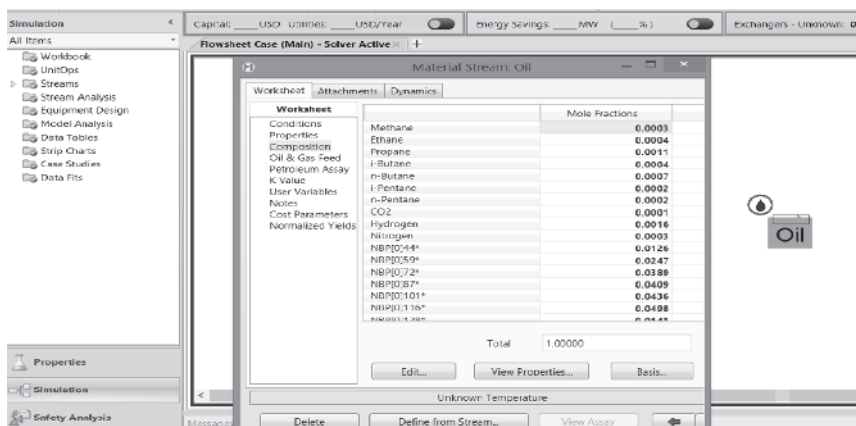 Simulation
Capital: ____USD Utilities: ____USD/Year
Energy Savings: ____MW (____%)
Exchangers - Unknown: 0
All Items
Flowsheet Case (Main) - Solver Active × +
Workbook
UnitOps
Streams
Stream Analysis
Equipment Design
Model Analysis
Data Tables
Strip Charts
Case Studies
Data Fits
Material Stream: Oil
Worksheet Attachments Dynamics
Worksheet
Conditions
Properties
Composition
Oil & Gas Feed
Petroleum Assay
K Value
User Variables
Notes
Cost Parameters
Normalized Yields
Mole Fractions
Methane 0.0003
Ethane 0.0004
Propane 0.0011
i-Butane 0.0004
n-Butane 0.0007
i-Pentane 0.0002
n-Pentane 0.0002
CO2 0.0001
Hydrogen 0.0016
Nitrogen 0.0003
NBP[0]44* 0.0126
NBP[0]59* 0.0247
NBP[0]72* 0.0389
NBP[0]87* 0.0409
NBP[0]101* 0.0436
NBP[0]116* 0.0498
Total 1.00000
Edit... View Properties... Basis...
Unknown Temperature
Delete Define from Stream... View Assay
Oil
Properties
Simulation
Safety Analysis
Messages